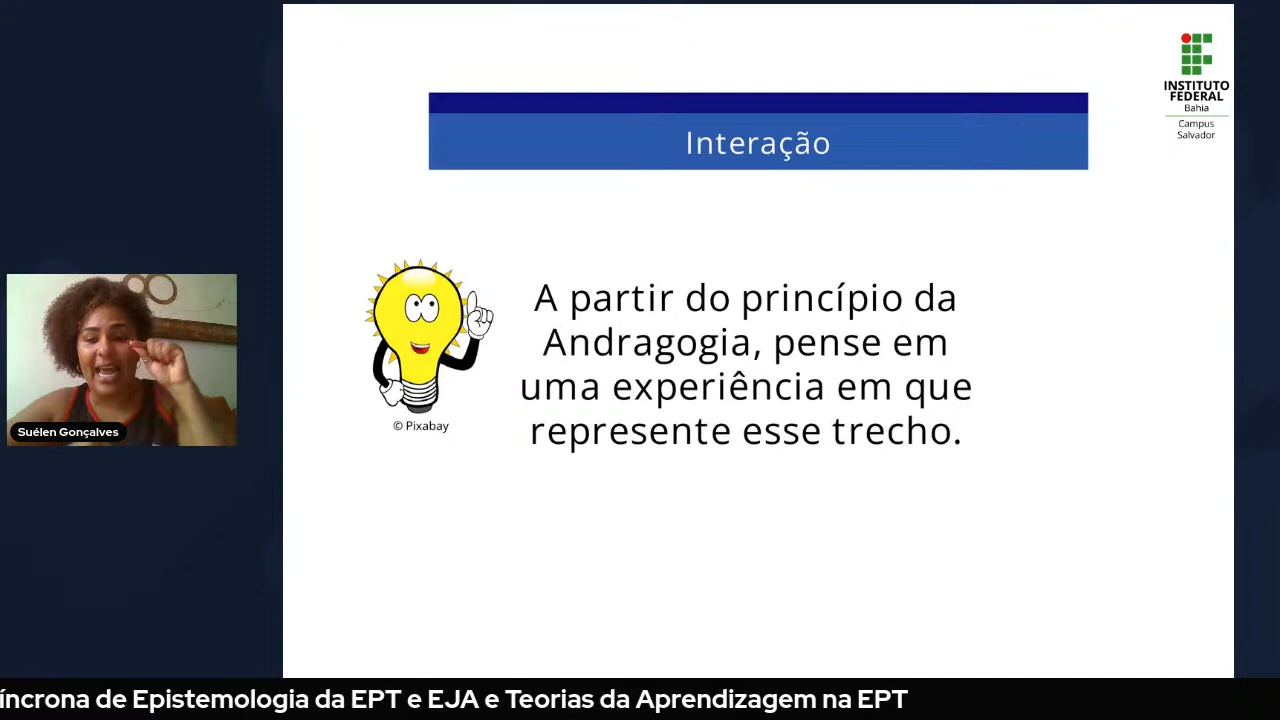 INSTITUTO
FEDERAL
Bahia
Campus
Salvador
Interação
A partir do princípio da
Andragogia, pense em
uma experiência em que
represente esse trecho.
© Pixabay
Suélen Gonçalves
íncrona de Epistemologia da EPT e EJA e Teorias da Aprendizagem na EPT